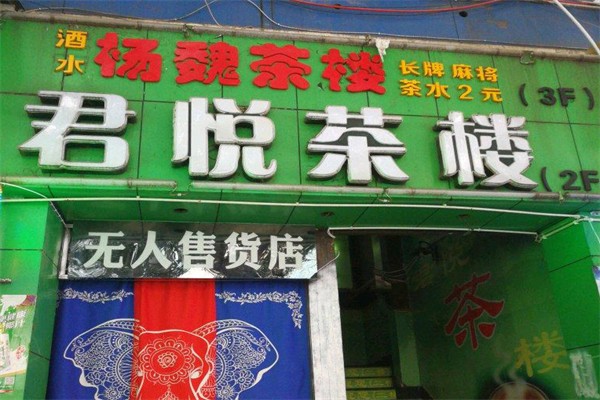 酒水 杨魏茶楼 长牌 麻将 (3F)
茶水2元
君悦茶楼 (2F
无人售货店
悦
茶
楼